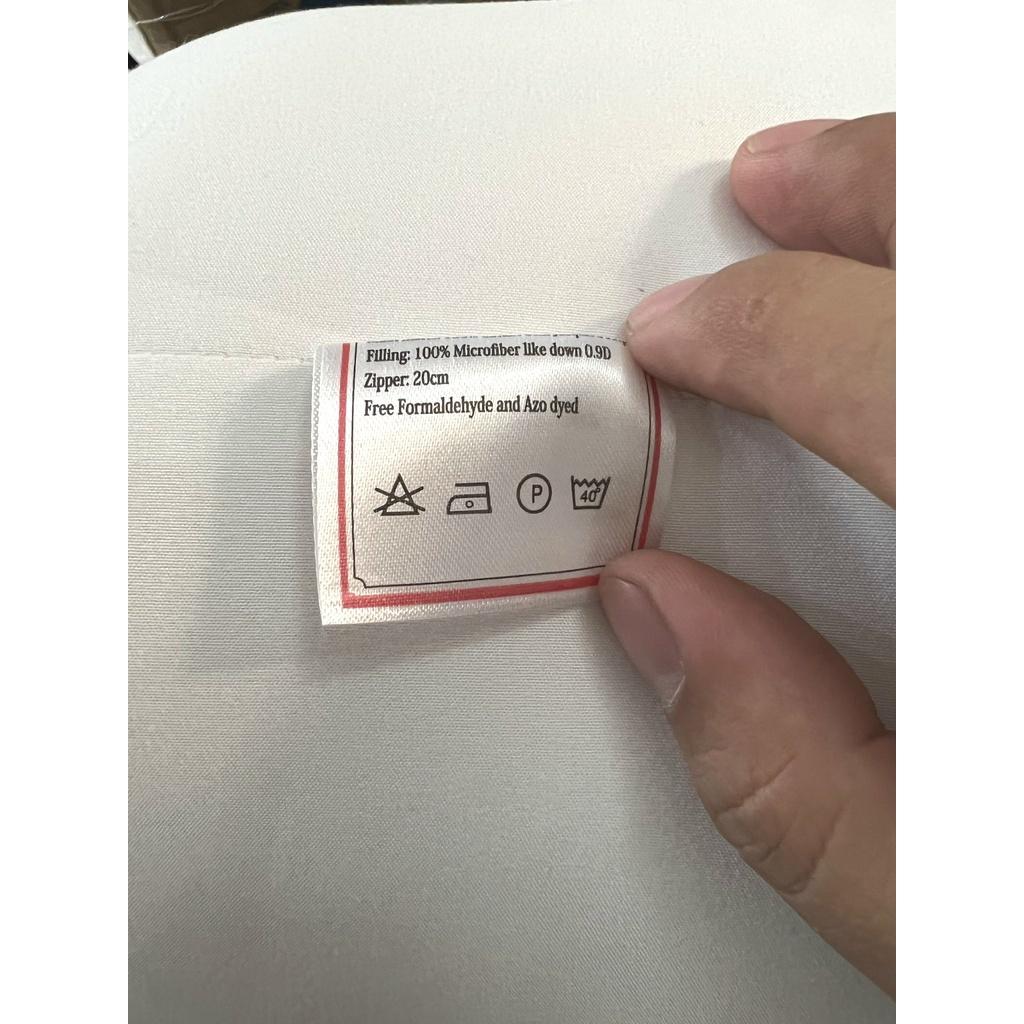 Filling: 100% Microfiber like down 0.9D
Zipper: 20cm
Free Formaldehyde and Azo dyed
P 40°